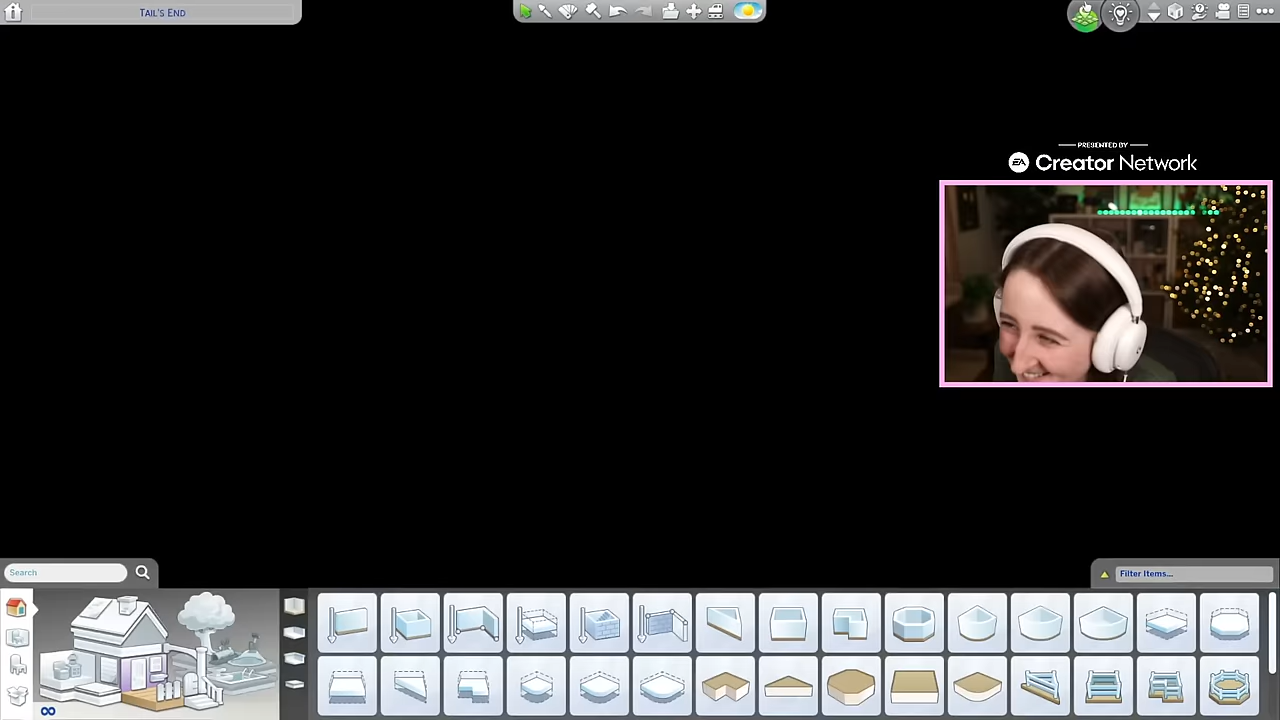 TAIL'S END
PRESENTED BY
EA Creator Network
Search
Filter Items...